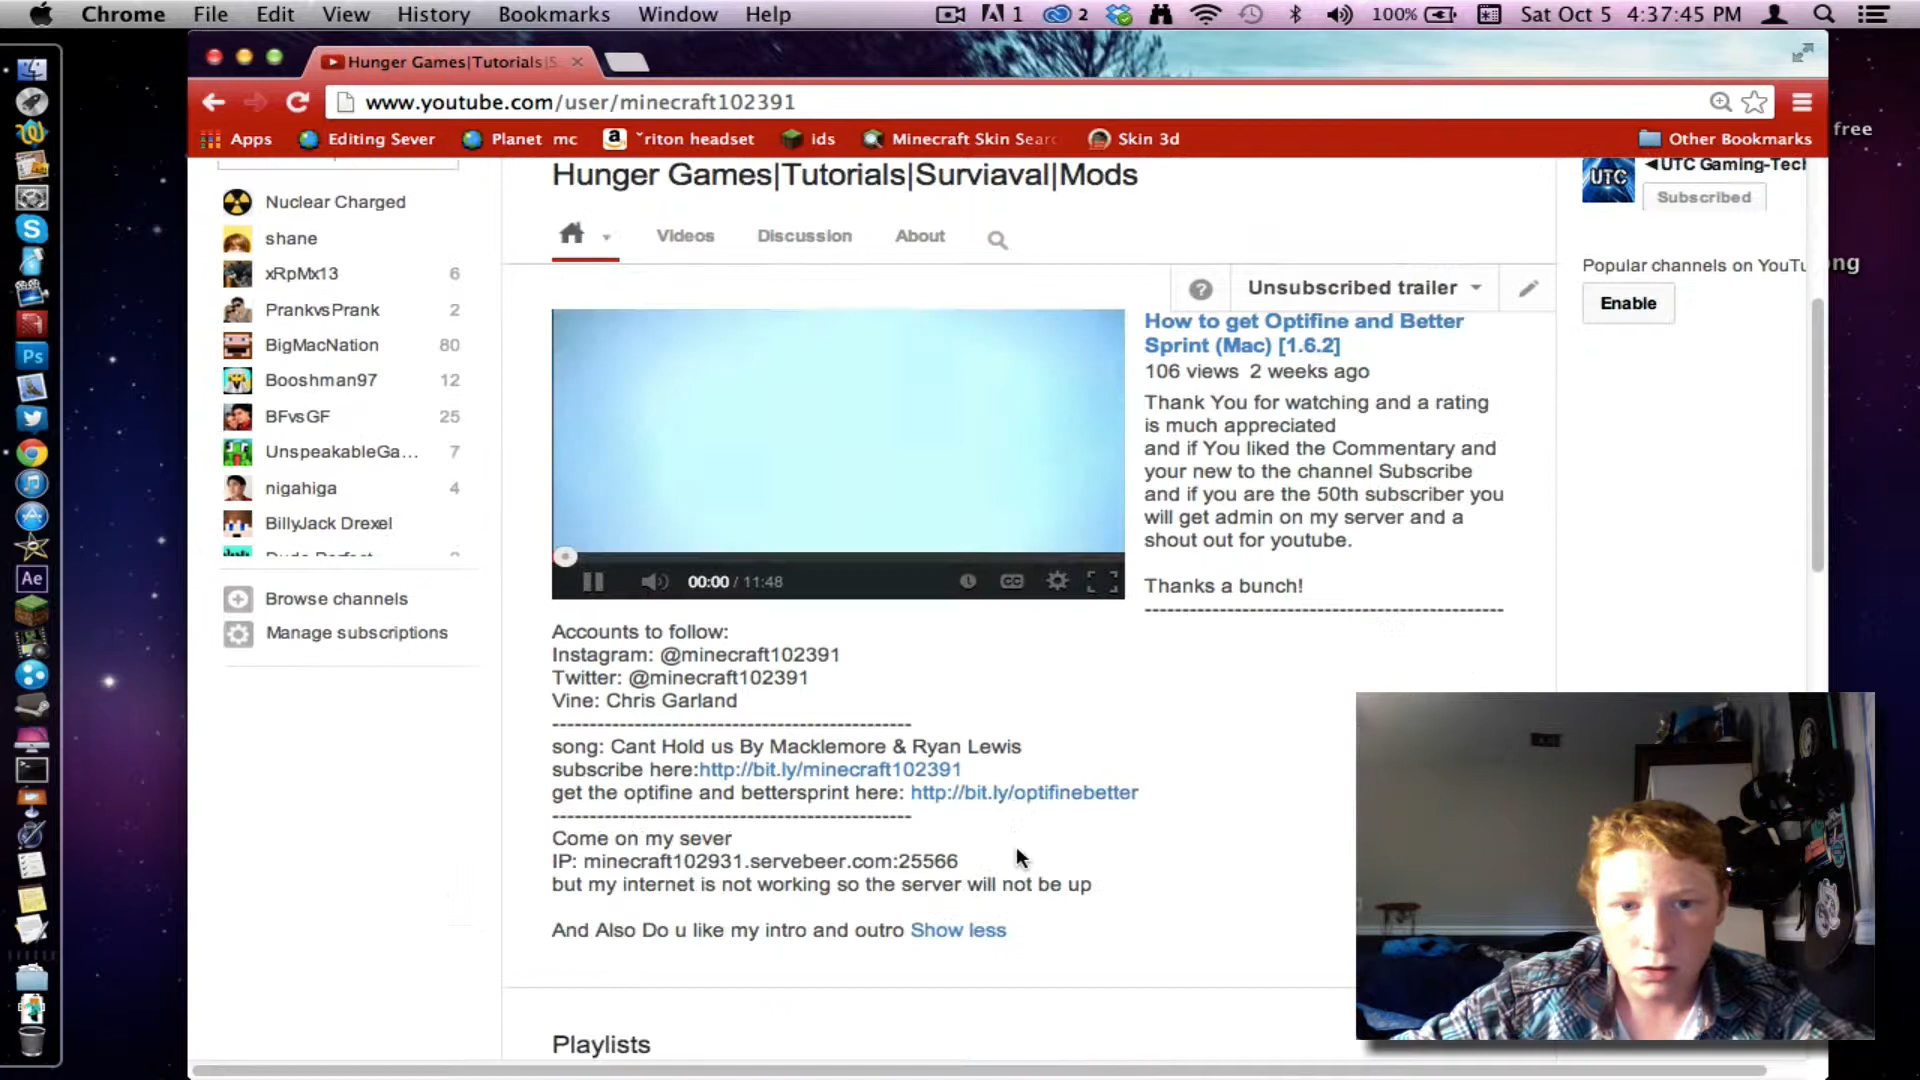 Chrome File Edit View History Bookmarks Window Help 1 2 100% Sat Oct 5 4:37:45 PM
Hunger Games|Tutorials|S
www.youtube.com/user/minecraft102391
Apps Editing Sever Planet mc a ˇriton headset ids Minecraft Skin Searc Skin 3d Other Bookmarks
free
Hunger Games|Tutorials|Surviaval|Mods
Videos Discussion About
Nuclear Charged
shane
xRpMx13 6
PrankvsPrank 2
BigMacNation 80
Booshman97 12
BFvsGF 25
UnspeakableGa... 7
nigahiga 4
BillyJack Drexel
Browse channels
Manage subscriptions
? Unsubscribed trailer
How to get Optifine and Better
Sprint (Mac) [1.6.2]
106 views 2 weeks ago
Thank You for watching and a rating
is much appreciated
and if You liked the Commentary and
your new to the channel Subscribe
and if you are the 50th subscriber you
will get admin on my server and a
shout out for youtube.
Thanks a bunch!
------------------------------------------------
00:00 / 11:48 CC
Accounts to follow:
Instagram: @minecraft102391
Twitter: @minecraft102391
Vine: Chris Garland
------------------------------------------------
song: Cant Hold us By Macklemore & Ryan Lewis
subscribe here:http://bit.ly/minecraft102391
get the optifine and bettersprint here: http://bit.ly/optifinebetter
------------------------------------------------
Come on my sever
IP: minecraft102931.servebeer.com:25566
but my internet is not working so the server will not be up
And Also Do u like my intro and outro Show less
Playlists
UTC
◄UTC Gaming-Tech
Subscribed
Popular channels on YouTu
Enable
ong
Ps
Ae